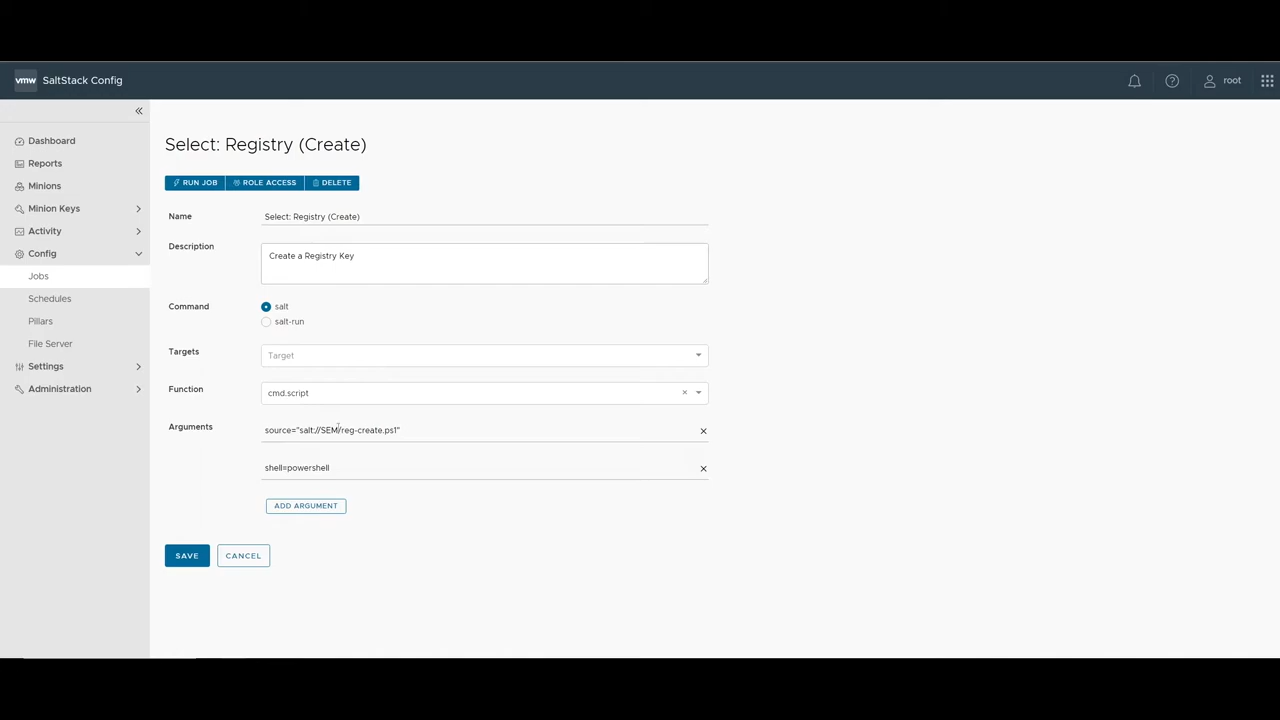 vmw SaltStack Config
root
Dashboard
Reports
Minions
Minion Keys
Activity
Config
Jobs
Schedules
Pillars
File Server
Settings
Administration
Select: Registry (Create)
RUN JOB
ROLE ACCESS
DELETE
Name
Select: Registry (Create)
Description
Create a Registry Key
Command
salt
salt-run
Targets
Target
Function
cmd.script
Arguments
source="salt://SEM/reg-create.ps1"
shell=powershell
ADD ARGUMENT
SAVE
CANCEL